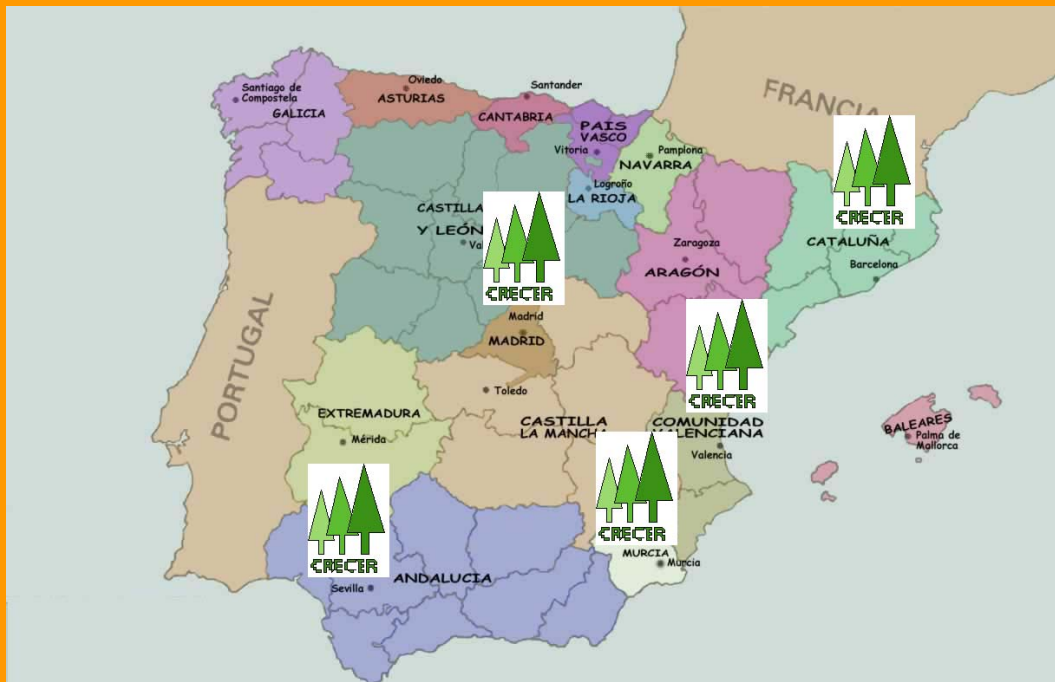 Oviedo
ASTURIAS
Santander
CANTABRIA
Santiago de
Compostela
GALICIA
PAIS
VASCO
Vitoria
Pamplona
NAVARRA
Logroño
LA RIOJA
FRANCIA
CRECER
CATALUÑA
Barcelona
CASTILLA
Y LEÓN
CRECER
Zaragoza
ARAGÓN
PORTUGAL
Madrid
MADRID
CRECER
Toledo
EXTREMADURA
Mérida
CASTILLA
LA MANCHA
COMUNIDAD
VALENCIANA
Valencia
BALEARES
Palma de
Mallorca
CRECER
CRECER
MURCIA
Murcia
Sevilla
ANDALUCIA